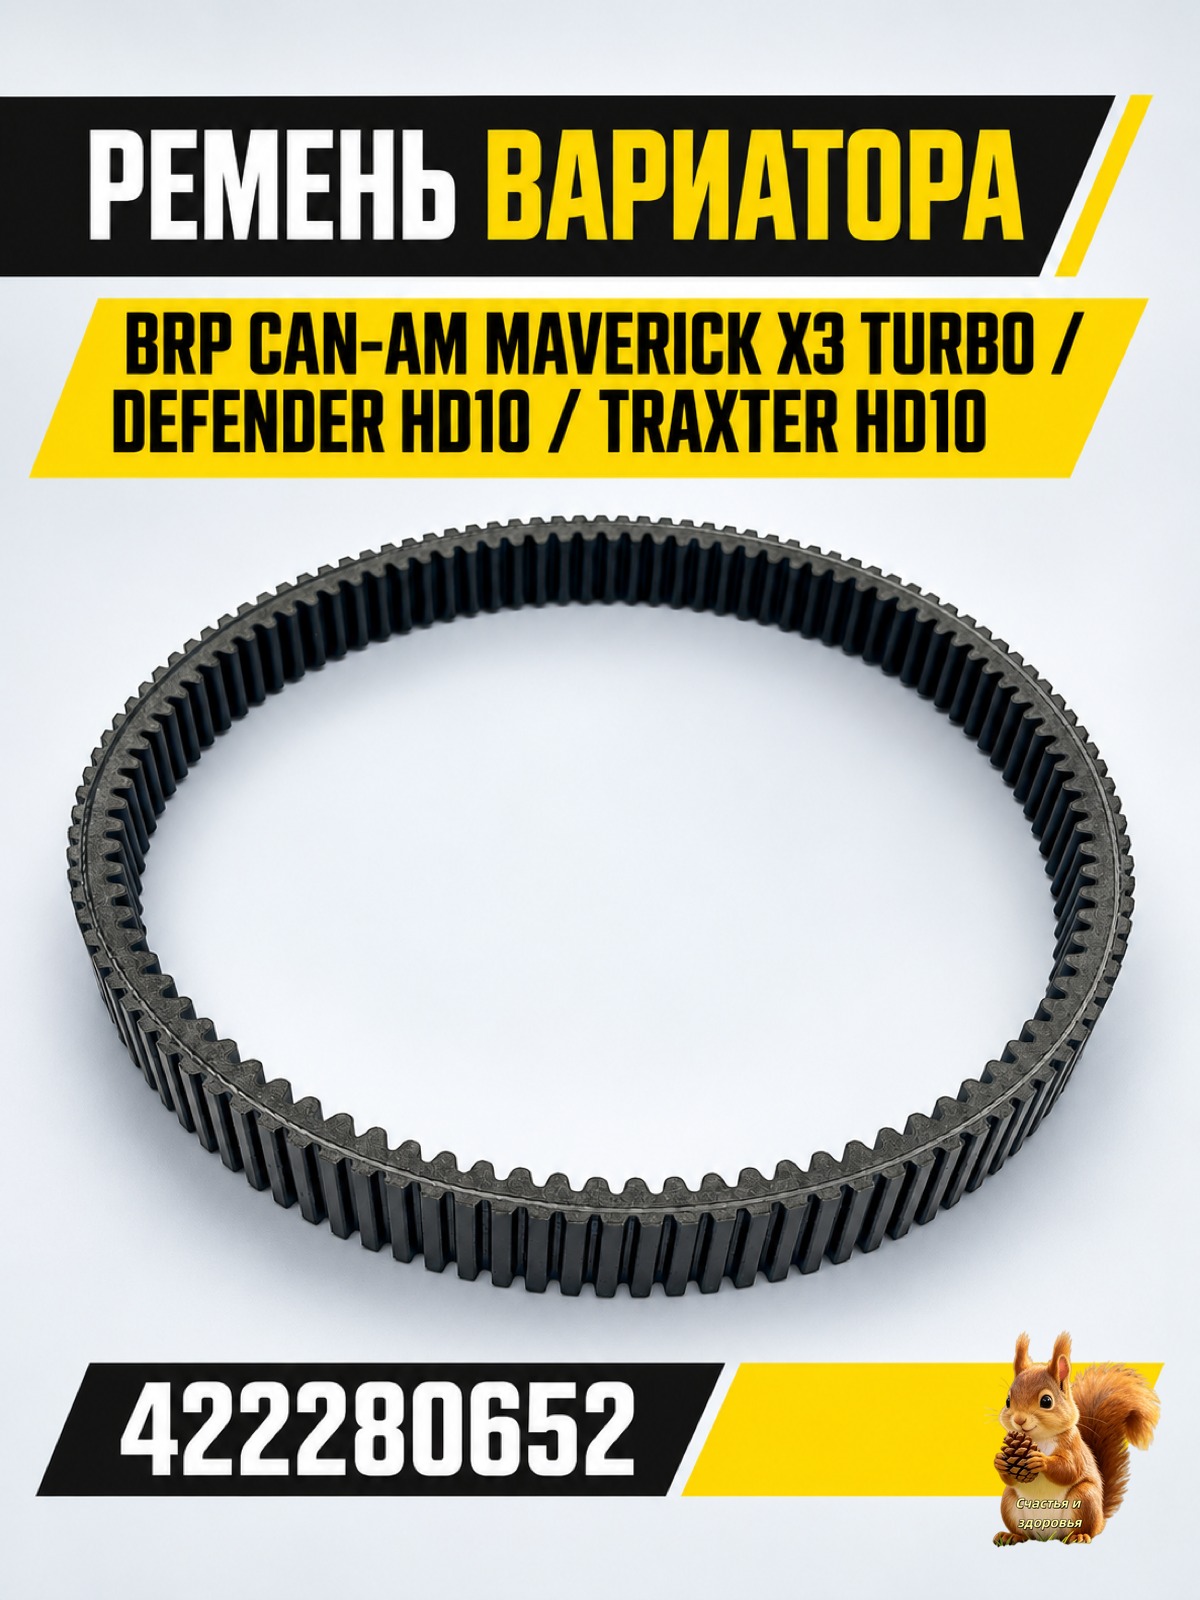 РЕМЕНЬ ВАРИАТОРА
BRP CAN-AM MAVERICK X3 TURBO /
DEFENDER HD10 / TRAXTER HD10
422280652
Счастья и
здоровья